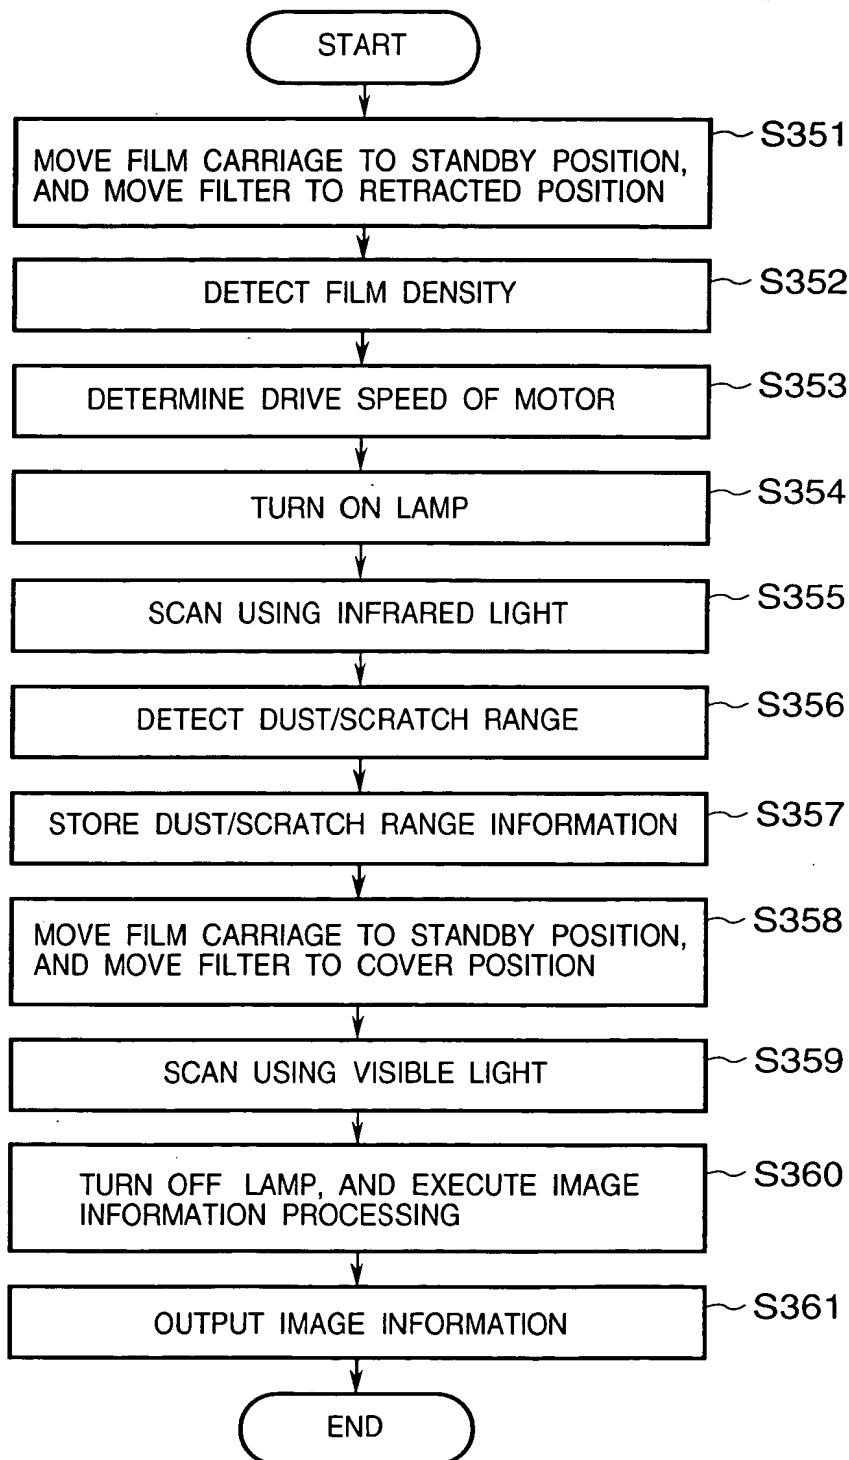 START
MOVE FILM CARRIAGE TO STANDBY POSITION,
AND MOVE FILTER TO RETRACTED POSITION
S351
DETECT FILM DENSITY
S352
DETERMINE DRIVE SPEED OF MOTOR
S353
TURN ON LAMP
S354
SCAN USING INFRARED LIGHT
S355
DETECT DUST/SCRATCH RANGE
S356
STORE DUST/SCRATCH RANGE INFORMATION
S357
MOVE FILM CARRIAGE TO STANDBY POSITION,
AND MOVE FILTER TO COVER POSITION
S358
SCAN USING VISIBLE LIGHT
S359
TURN OFF LAMP, AND EXECUTE IMAGE
INFORMATION PROCESSING
S360
OUTPUT IMAGE INFORMATION
S361
END